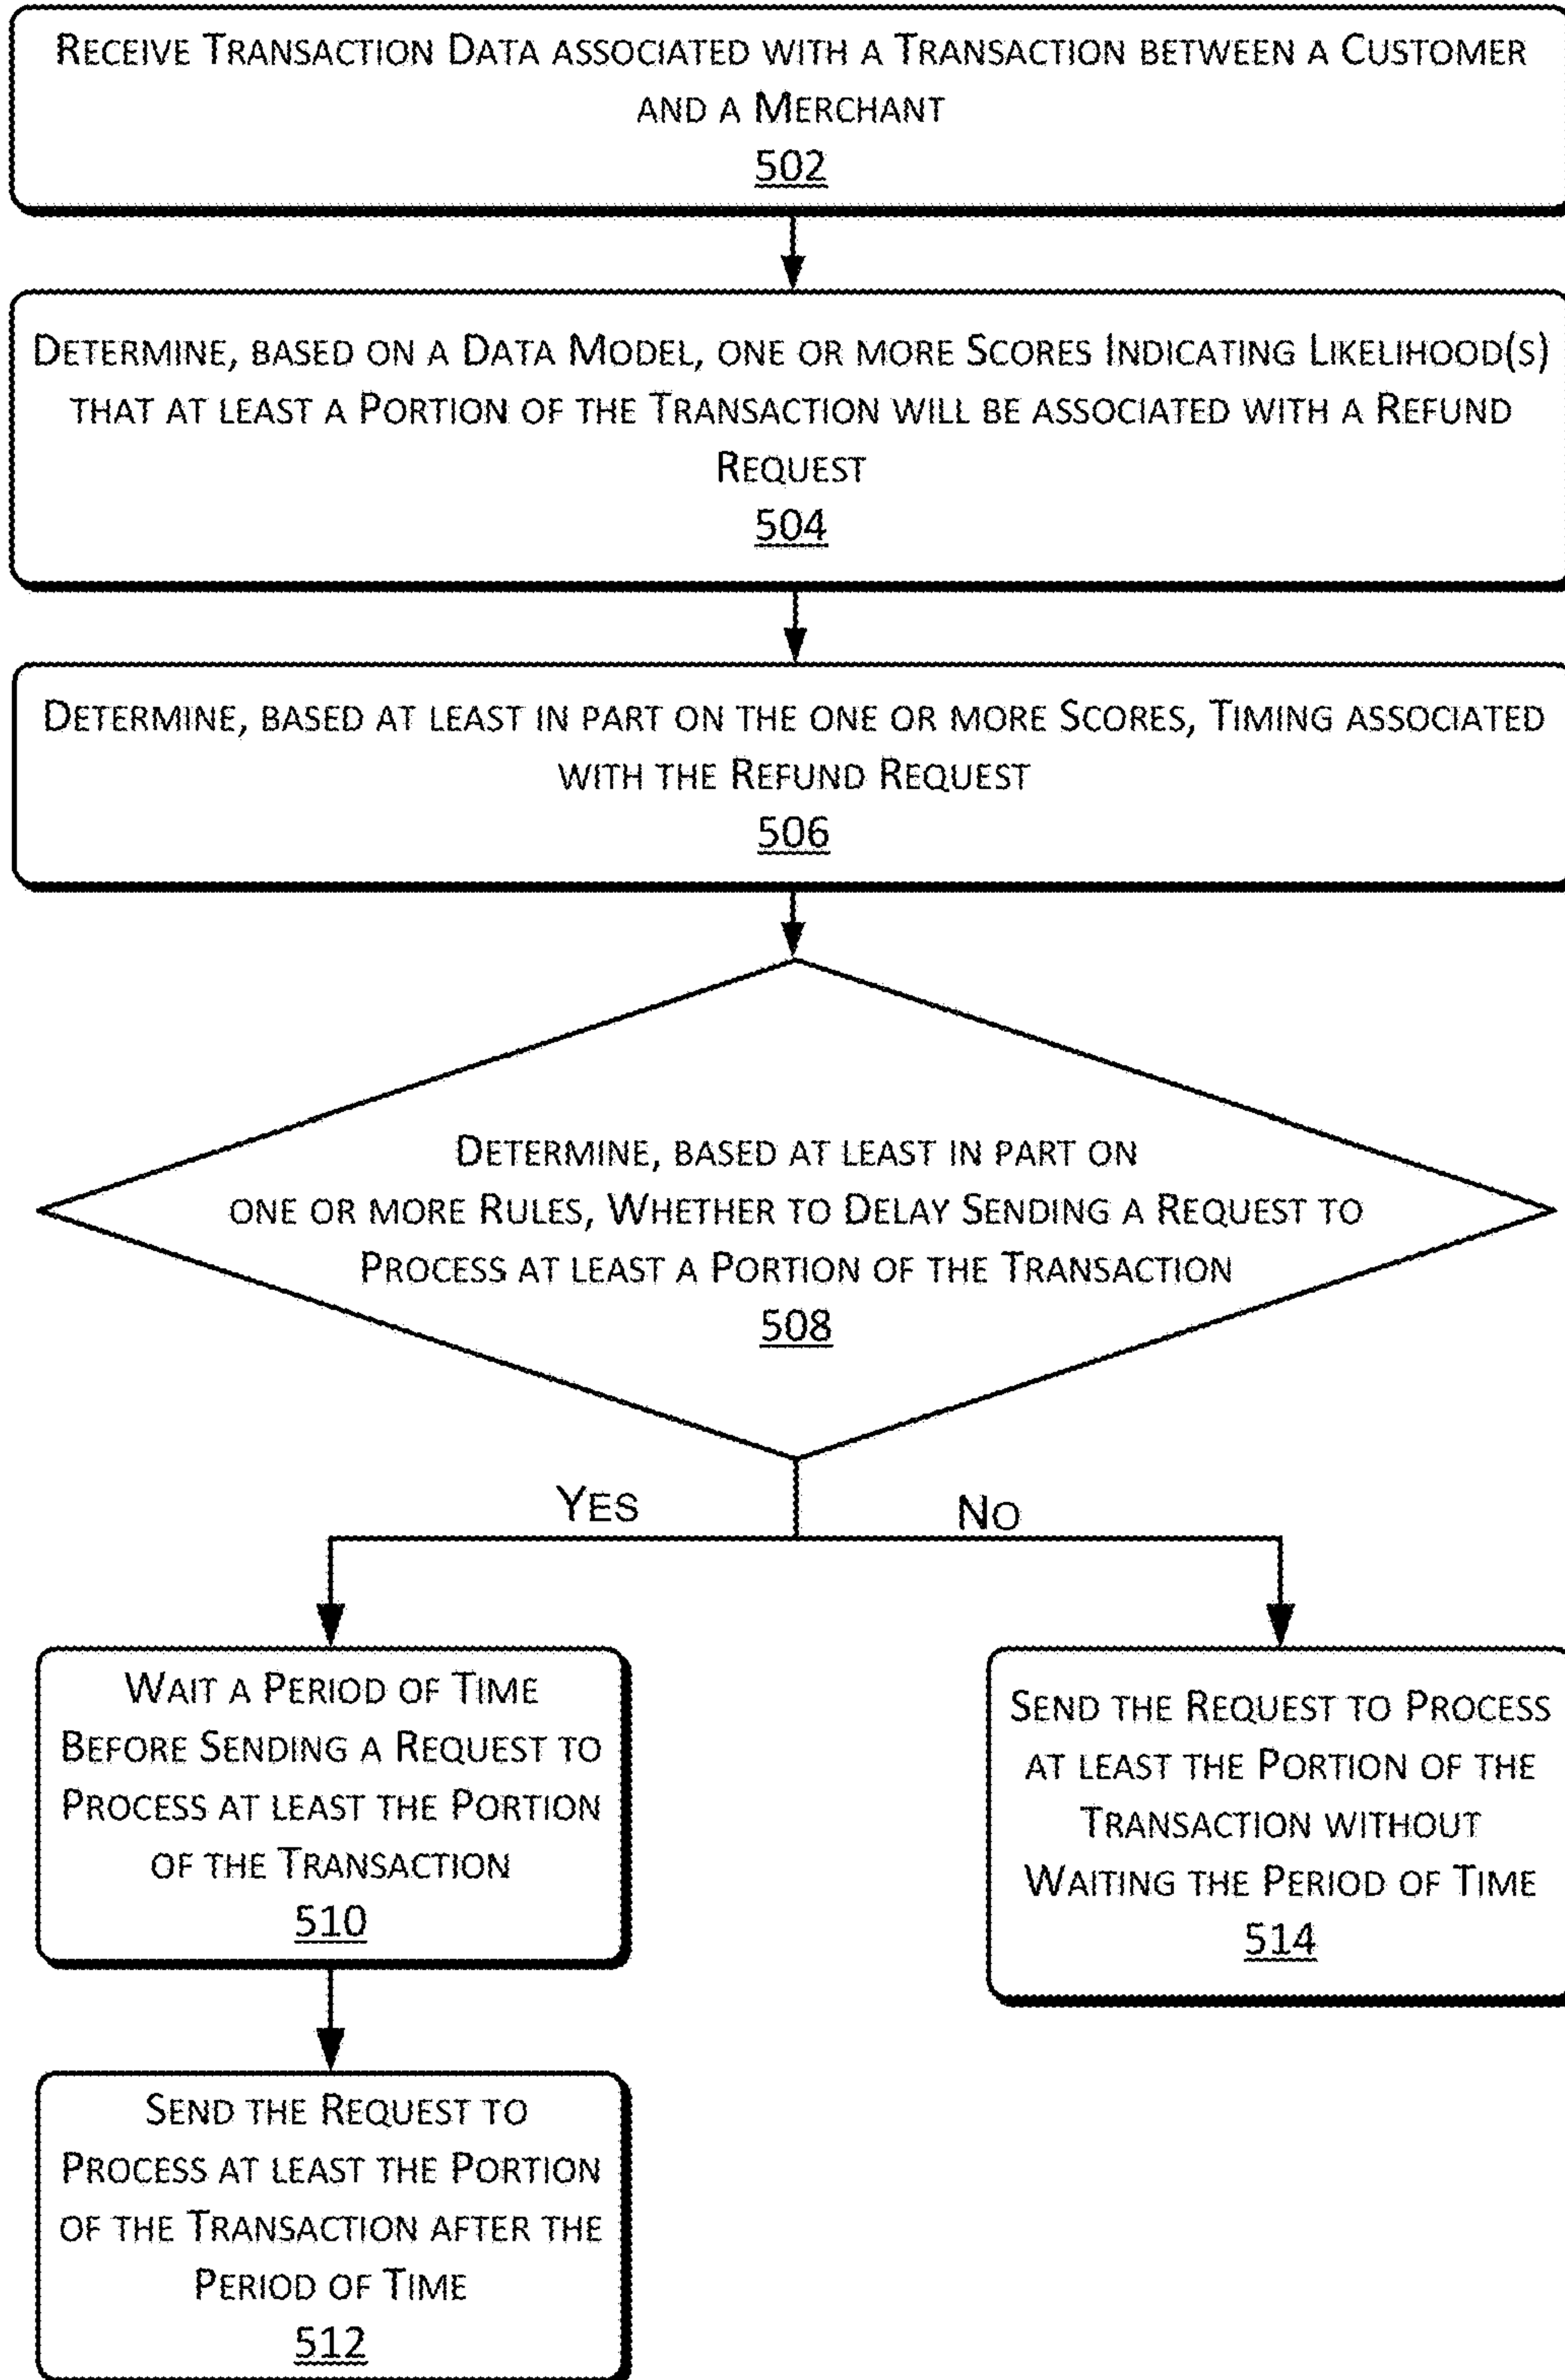 RECEIVE TRANSACTION DATA ASSOCIATED WITH A TRANSACTION BETWEEN A CUSTOMER
AND A MERCHANT
502
DETERMINE, BASED ON A DATA MODEL, ONE OR MORE SCORES INDICATING LIKELIHOOD(S)
THAT AT LEAST A PORTION OF THE TRANSACTION WILL BE ASSOCIATED WITH A REFUND
REQUEST
504
DETERMINE, BASED AT LEAST IN PART ON THE ONE OR MORE SCORES, TIMING ASSOCIATED
WITH THE REFUND REQUEST
506
DETERMINE, BASED AT LEAST IN PART ON
ONE OR MORE RULES, WHETHER TO DELAY SENDING A REQUEST TO
PROCESS AT LEAST A PORTION OF THE TRANSACTION
508
YES
NO
WAIT A PERIOD OF TIME
BEFORE SENDING A REQUEST TO
PROCESS AT LEAST THE PORTION
OF THE TRANSACTION
510
SEND THE REQUEST TO PROCESS
AT LEAST THE PORTION OF THE
TRANSACTION WITHOUT
WAITING THE PERIOD OF TIME
514
SEND THE REQUEST TO
PROCESS AT LEAST THE PORTION
OF THE TRANSACTION AFTER THE
PERIOD OF TIME
512